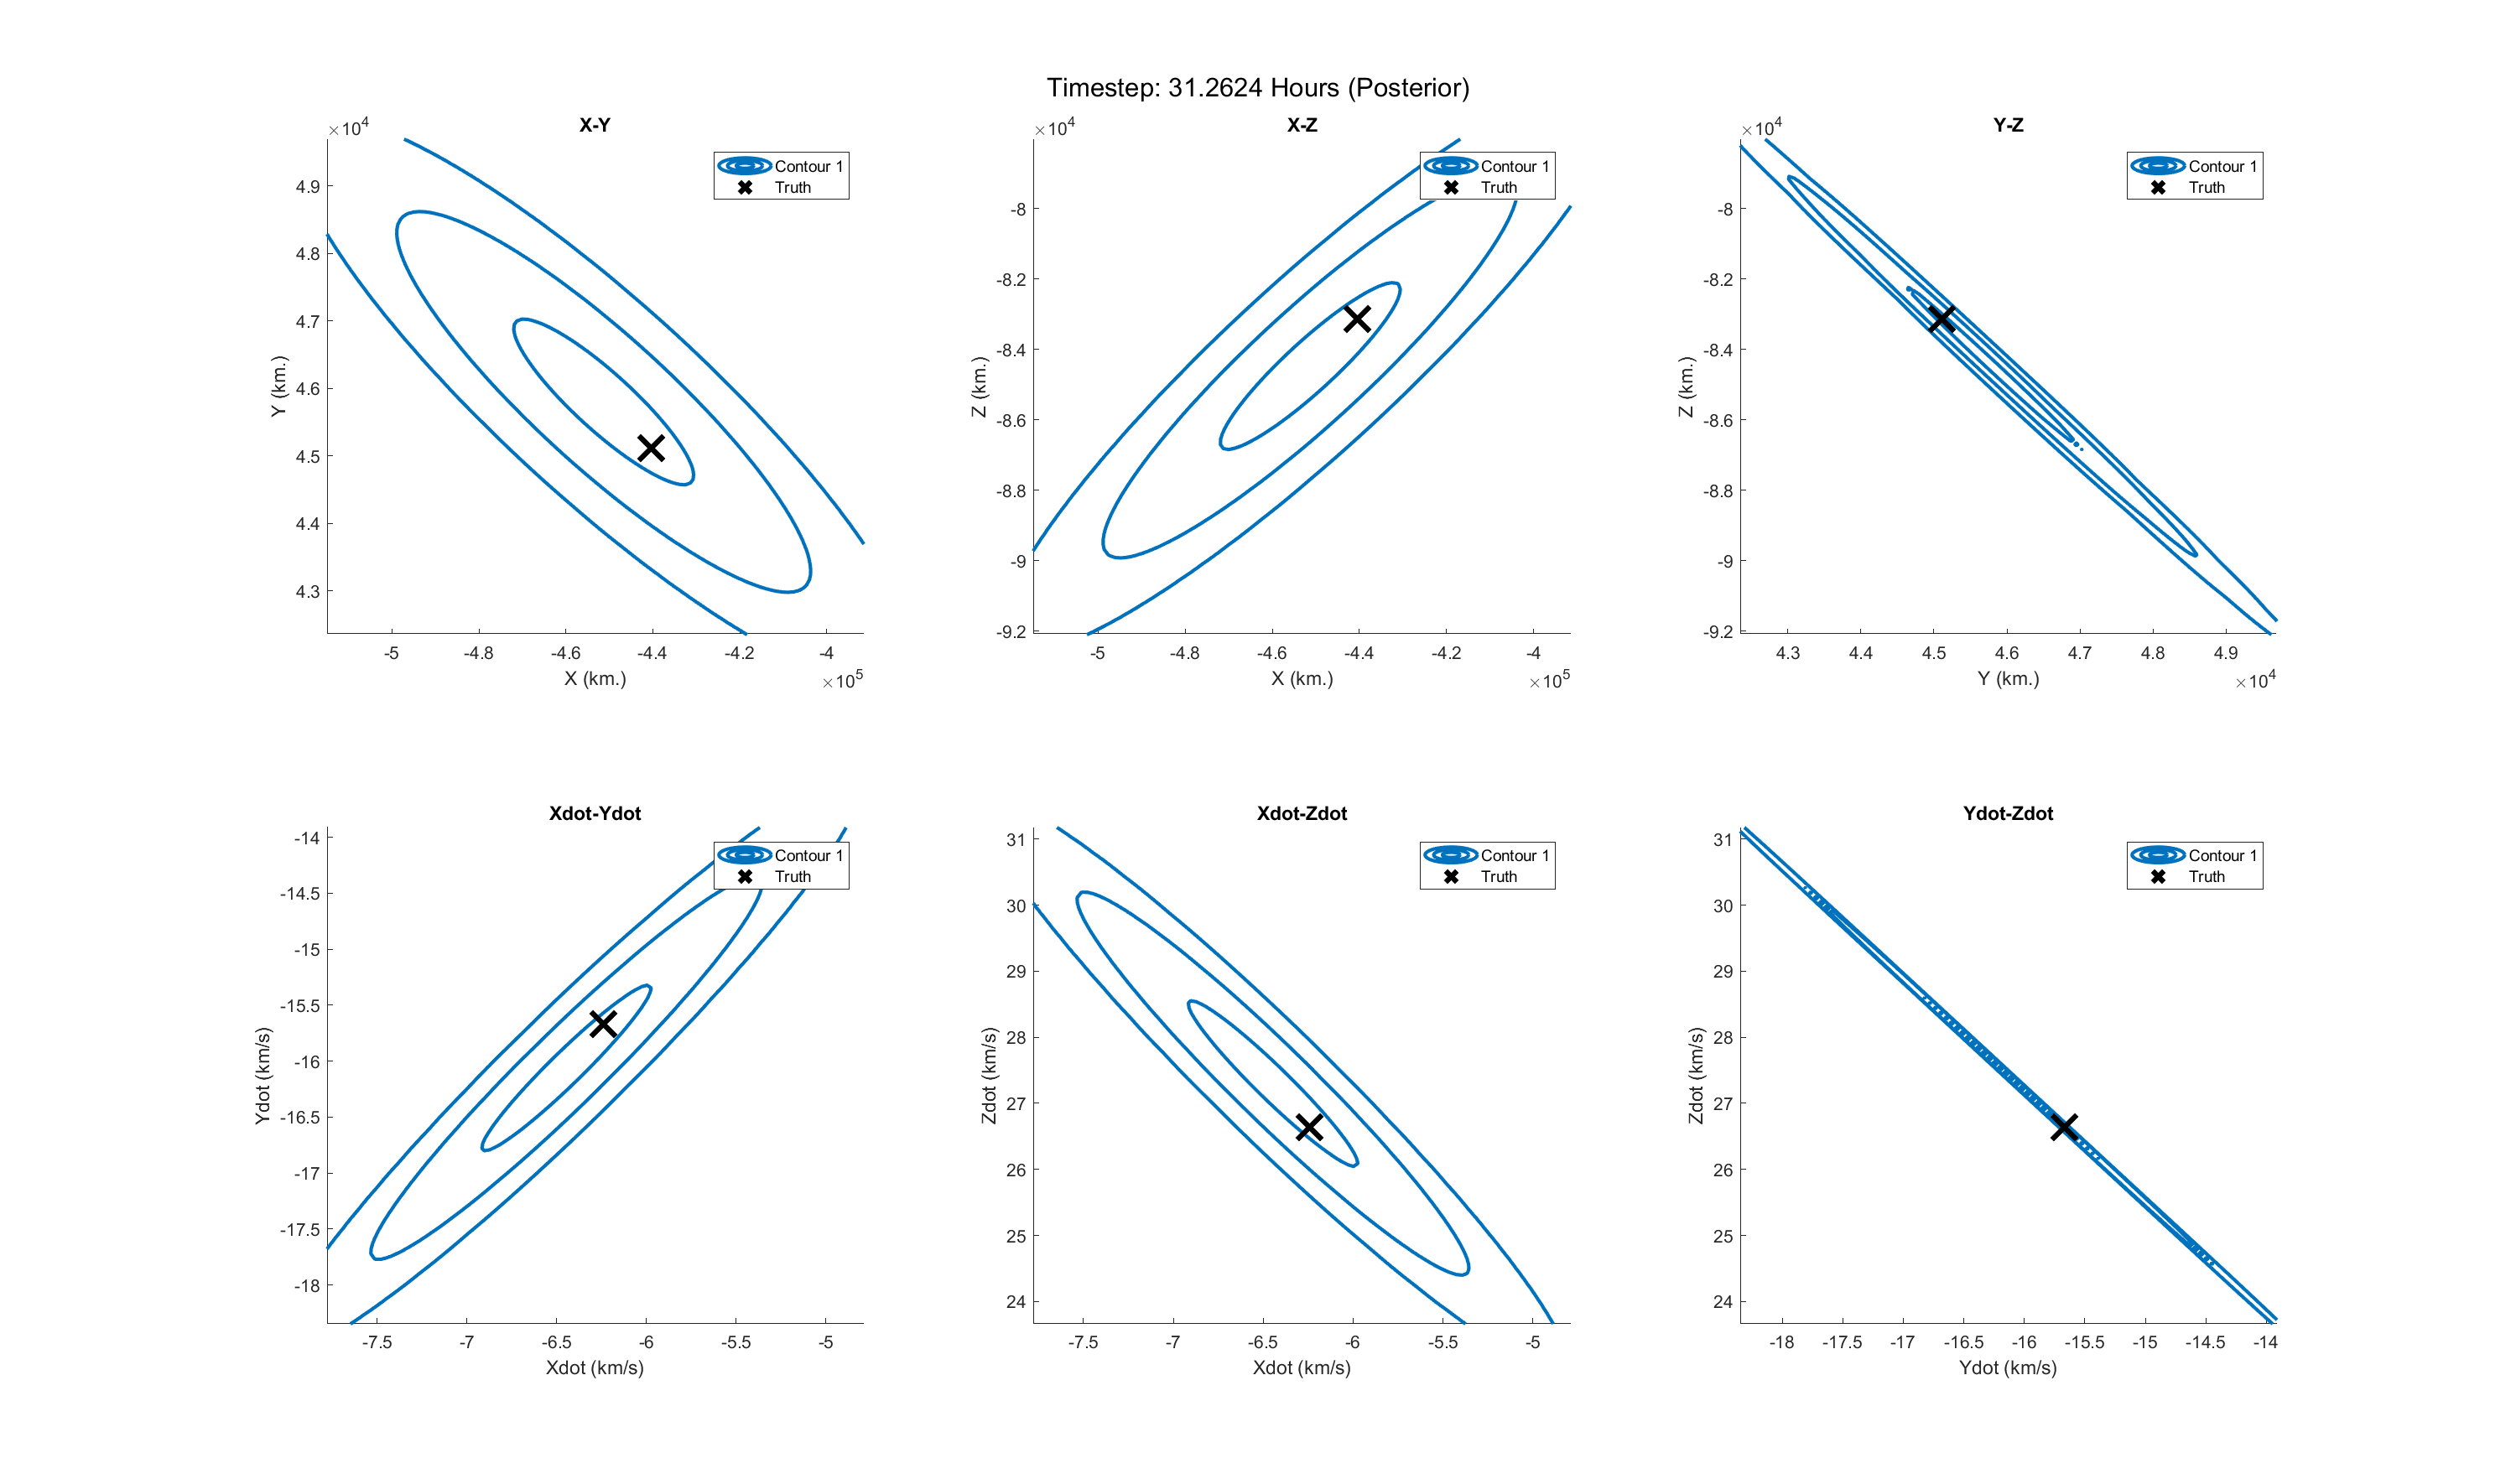 Timestep: 31.2624 Hours (Posterior)
X-Y
×10^4
Contour 1
Truth
4.9
4.8
4.7
4.6
4.5
4.4
4.3
Y (km.)
-5 -4.8 -4.6 -4.4 -4.2 -4
X (km.)
×10^5
X-Z
×10^4
Contour 1
Truth
-8
-8.2
-8.4
-8.6
-8.8
-9
-9.2
Z (km.)
-5 -4.8 -4.6 -4.4 -4.2 -4
X (km.)
×10^5
Y-Z
×10^4
Contour 1
Truth
-8
-8.2
-8.4
-8.6
-8.8
-9
-9.2
Z (km.)
4.3 4.4 4.5 4.6 4.7 4.8 4.9
Y (km.)
×10^4
Xdot-Ydot
Contour 1
Truth
-14
-14.5
-15
-15.5
-16
-16.5
-17
-17.5
-18
Ydot (km/s)
-7.5 -7 -6.5 -6 -5.5 -5
Xdot (km/s)
Xdot-Zdot
Contour 1
Truth
31
30
29
28
27
26
25
24
Zdot (km/s)
-7.5 -7 -6.5 -6 -5.5 -5
Xdot (km/s)
Ydot-Zdot
Contour 1
Truth
31
30
29
28
27
26
25
24
Zdot (km/s)
-18 -17.5 -17 -16.5 -16 -15.5 -15 -14.5 -14
Ydot (km/s)